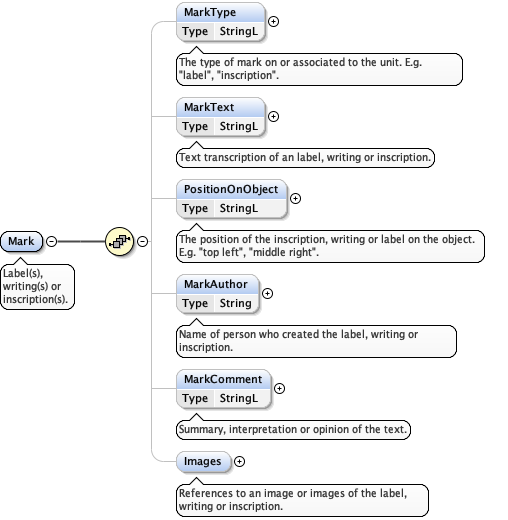 MarkType
Type StringL
The type of mark on or associated to the unit. E.g.
"label", "inscription".
MarkText
Type StringL
Text transcription of an label, writing or inscription.
PositionOnObject
Type StringL
The position of the inscription, writing or label on the object.
E.g. "top left", "middle right".
Mark
Label(s),
writing(s) or
inscription(s).
MarkAuthor
Type String
Name of person who created the label, writing or
inscription.
MarkComment
Type StringL
Summary, interpretation or opinion of the text.
Images
References to an image or images of the label,
writing or inscription.